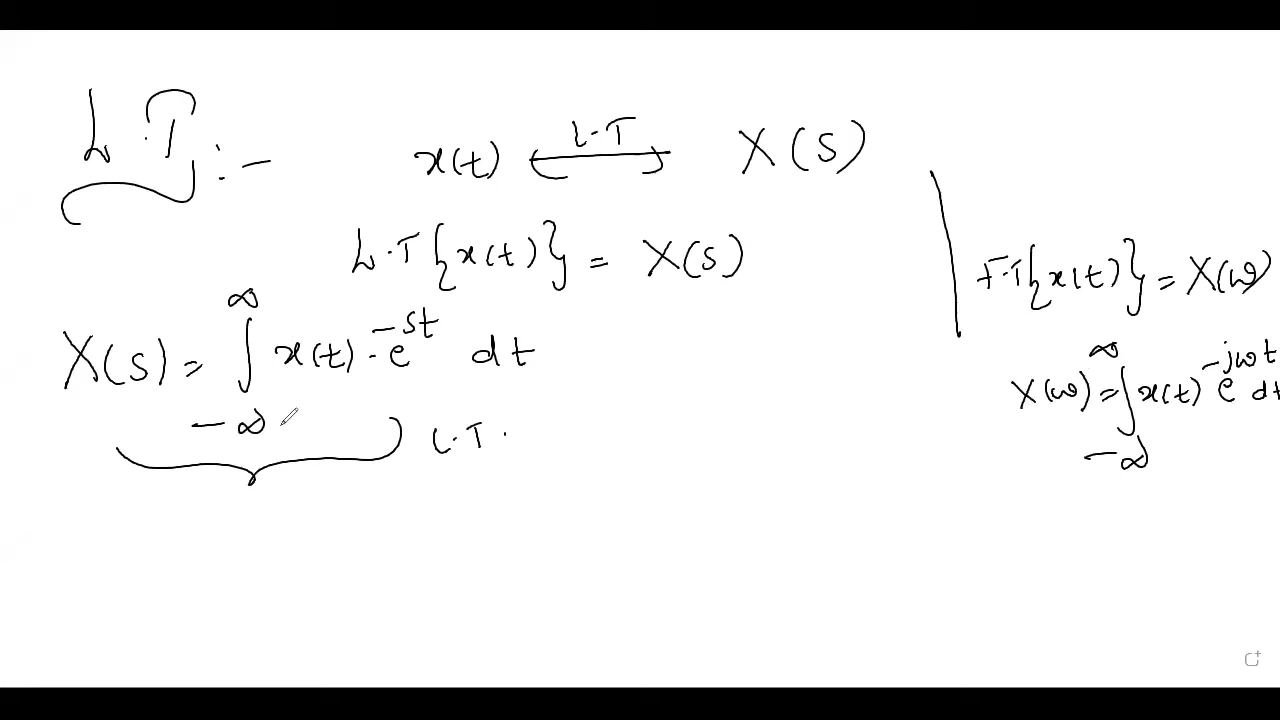 L.T :-
x(t) L.T X(S)
L.T{x(t)} = X(S)
X(S) = ∫_{-∞}^{∞} x(t) · e^{-st} dt
L.T.
F.T{x(t)} = X(ω)
X(ω) = ∫_{-∞}^{∞} x(t) e^{-jωt} dt